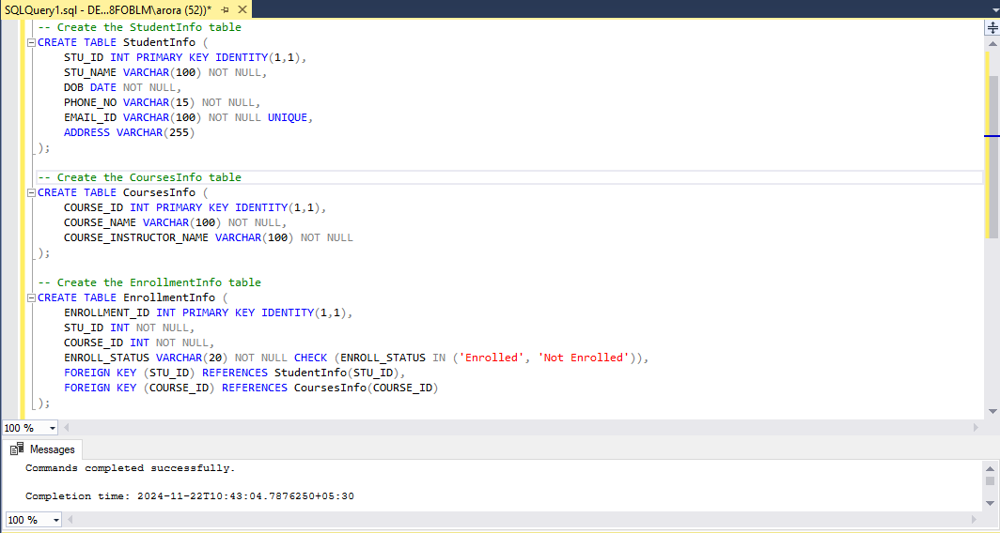 SQLQuery1.sql - DE...8FOBLM\arora (52))*
-- Create the StudentInfo table
CREATE TABLE StudentInfo (
STU_ID INT PRIMARY KEY IDENTITY(1,1),
STU_NAME VARCHAR(100) NOT NULL,
DOB DATE NOT NULL,
PHONE_NO VARCHAR(15) NOT NULL,
EMAIL_ID VARCHAR(100) NOT NULL UNIQUE,
ADDRESS VARCHAR(255)
);
-- Create the CoursesInfo table
CREATE TABLE CoursesInfo (
COURSE_ID INT PRIMARY KEY IDENTITY(1,1),
COURSE_NAME VARCHAR(100) NOT NULL,
COURSE_INSTRUCTOR_NAME VARCHAR(100) NOT NULL
);
-- Create the EnrollmentInfo table
CREATE TABLE EnrollmentInfo (
ENROLLMENT_ID INT PRIMARY KEY IDENTITY(1,1),
STU_ID INT NOT NULL,
COURSE_ID INT NOT NULL,
ENROLL_STATUS VARCHAR(20) NOT NULL CHECK (ENROLL_STATUS IN ('Enrolled', 'Not Enrolled')),
FOREIGN KEY (STU_ID) REFERENCES StudentInfo(STU_ID),
FOREIGN KEY (COURSE_ID) REFERENCES CoursesInfo(COURSE_ID)
);
100 %
Messages
Commands completed successfully.
Completion time: 2024-11-22T10:43:04.7876250+05:30
100 %